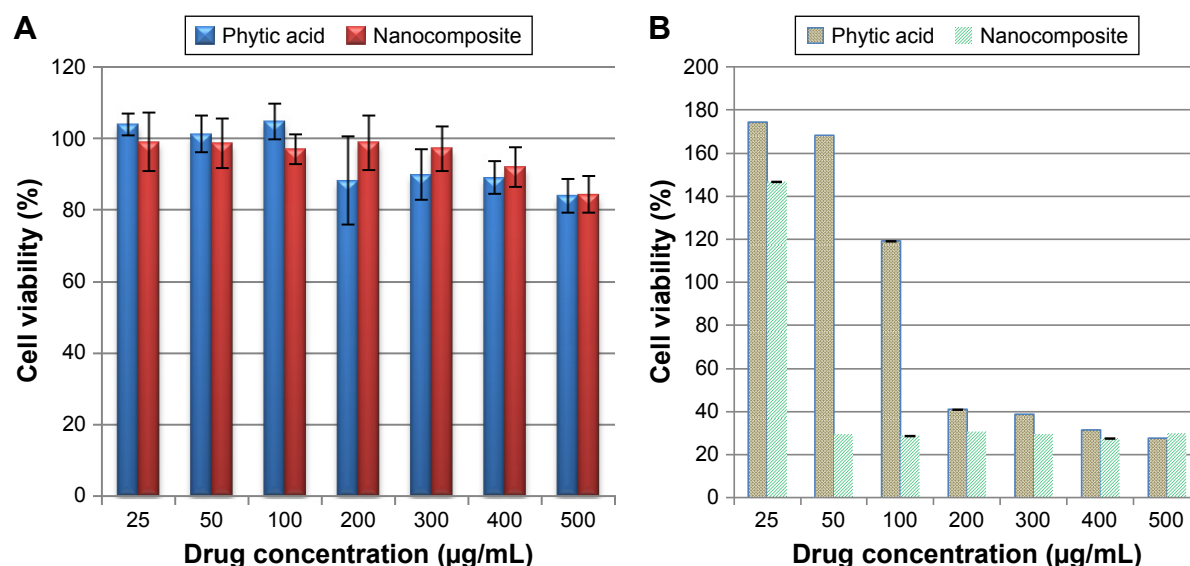 A
Phytic acid Nanocomposite
Cell viability (%)
120
100
80
60
40
20
0
25 50 100 200 300 400 500
Drug concentration (µg/mL)
B
Phytic acid Nanocomposite
Cell viability (%)
200
180
160
140
120
100
80
60
40
20
0
25 50 100 200 300 400 500
Drug concentration (µg/mL)